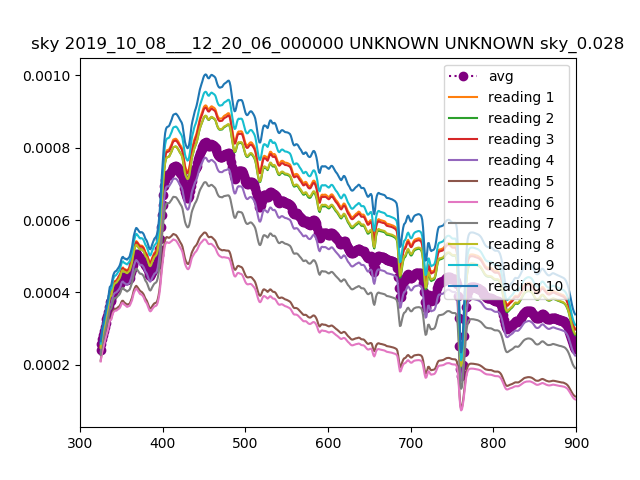 sky 2019_10_08___12_20_06_000000 UNKNOWN UNKNOWN sky_0.028
0.0010
0.0008
0.0006
0.0004
0.0002
300
400
500
600
700
800
900
avg
reading 1
reading 2
reading 3
reading 4
reading 5
reading 6
reading 7
reading 8
reading 9
reading 10